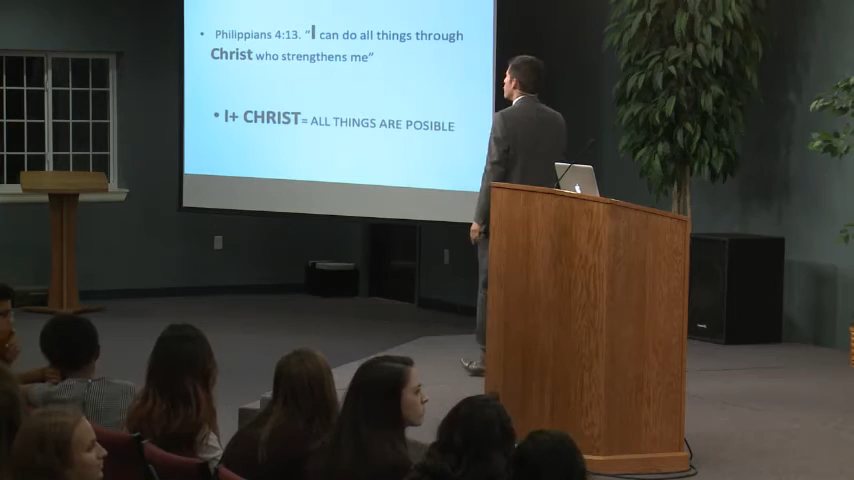 • Philippians 4:13. "I can do all things through
Christ who strengthens me"
• I+ CHRIST= ALL THINGS ARE POSIBLE